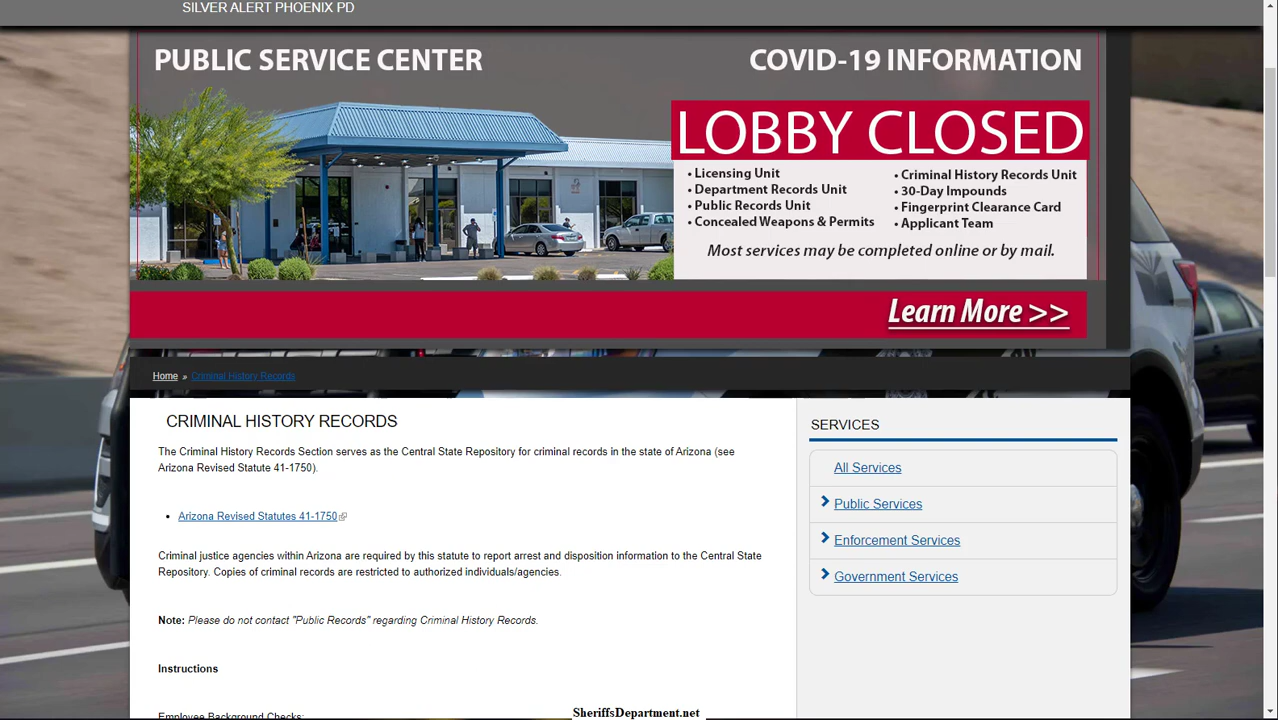 SILVER ALERT PHOENIX PD
PUBLIC SERVICE CENTER
COVID-19 INFORMATION
LOBBY CLOSED
• Licensing Unit
• Department Records Unit
• Public Records Unit
• Concealed Weapons & Permits
• Criminal History Records Unit
• 30-Day Impounds
• Fingerprint Clearance Card
• Applicant Team
Most services may be completed online or by mail.
Learn More >>
Home » Criminal History Records
CRIMINAL HISTORY RECORDS
The Criminal History Records Section serves as the Central State Repository for criminal records in the state of Arizona (see
Arizona Revised Statute 41-1750).
• Arizona Revised Statutes 41-1750
Criminal justice agencies within Arizona are required by this statute to report arrest and disposition information to the Central State
Repository. Copies of criminal records are restricted to authorized individuals/agencies.
Note: Please do not contact "Public Records" regarding Criminal History Records.
Instructions
Employee Background Checks:
SERVICES
All Services
Public Services
Enforcement Services
Government Services
SheriffsDepartment.net